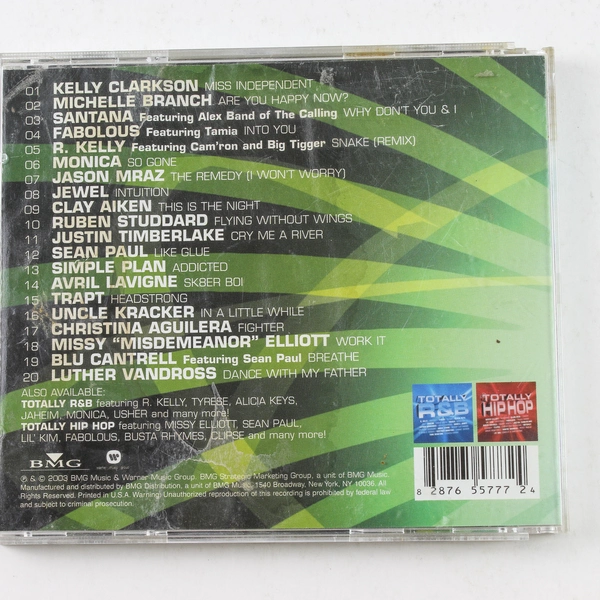 01 KELLY CLARKSON MISS INDEPENDENT
02 MICHELLE BRANCH ARE YOU HAPPY NOW?
03 SANTANA Featuring Alex Band of The Calling WHY DON'T YOU & I
04 FABOLOUS Featuring Tamia INTO YOU
05 R. KELLY Featuring Cam'ron and Big Tigger SNAKE (REMIX)
06 MONICA SO GONE
07 JASON MRAZ THE REMEDY (I WON'T WORRY)
08 JEWEL INTUITION
09 CLAY AIKEN THIS IS THE NIGHT
10 RUBEN STUDDARD FLYING WITHOUT WINGS
11 JUSTIN TIMBERLAKE CRY ME A RIVER
12 SEAN PAUL LIKE GLUE
13 SIMPLE PLAN ADDICTED
14 AVRIL LAVIGNE SK8ER BOI
15 TRAPT HEADSTRONG
16 UNCLE KRACKER IN A LITTLE WHILE
17 CHRISTINA AGUILERA FIGHTER
18 MISSY "MISDEMEANOR" ELLIOTT WORK IT
19 BLU CANTRELL Featuring Sean Paul BREATHE
20 LUTHER VANDROSS DANCE WITH MY FATHER
ALSO AVAILABLE:
TOTALLY R&B featuring R. KELLY, TYRESE, ALICIA KEYS,
JAHEIM, MONICA, USHER and many more!
TOTALLY HIP HOP featuring MISSY ELLIOTT, SEAN PAUL,
LIL' KIM, FABOLOUS, BUSTA RHYMES, CLIPSE and many more!
TOTALLY
R&B
TOTALLY
HIP HOP
BMG
℗ & © 2003 BMG Music & Warner Music Group. BMG Strategic Marketing Group, a unit of BMG Music.
Manufactured and distributed by BMG Distribution, a unit of BMG Music, 1540 Broadway, New York, NY 10036. All
Rights Reserved. Printed in U.S.A. Warning: Unauthorized reproduction of this recording is prohibited by federal law
and subject to criminal prosecution.
8 28765 55777 24